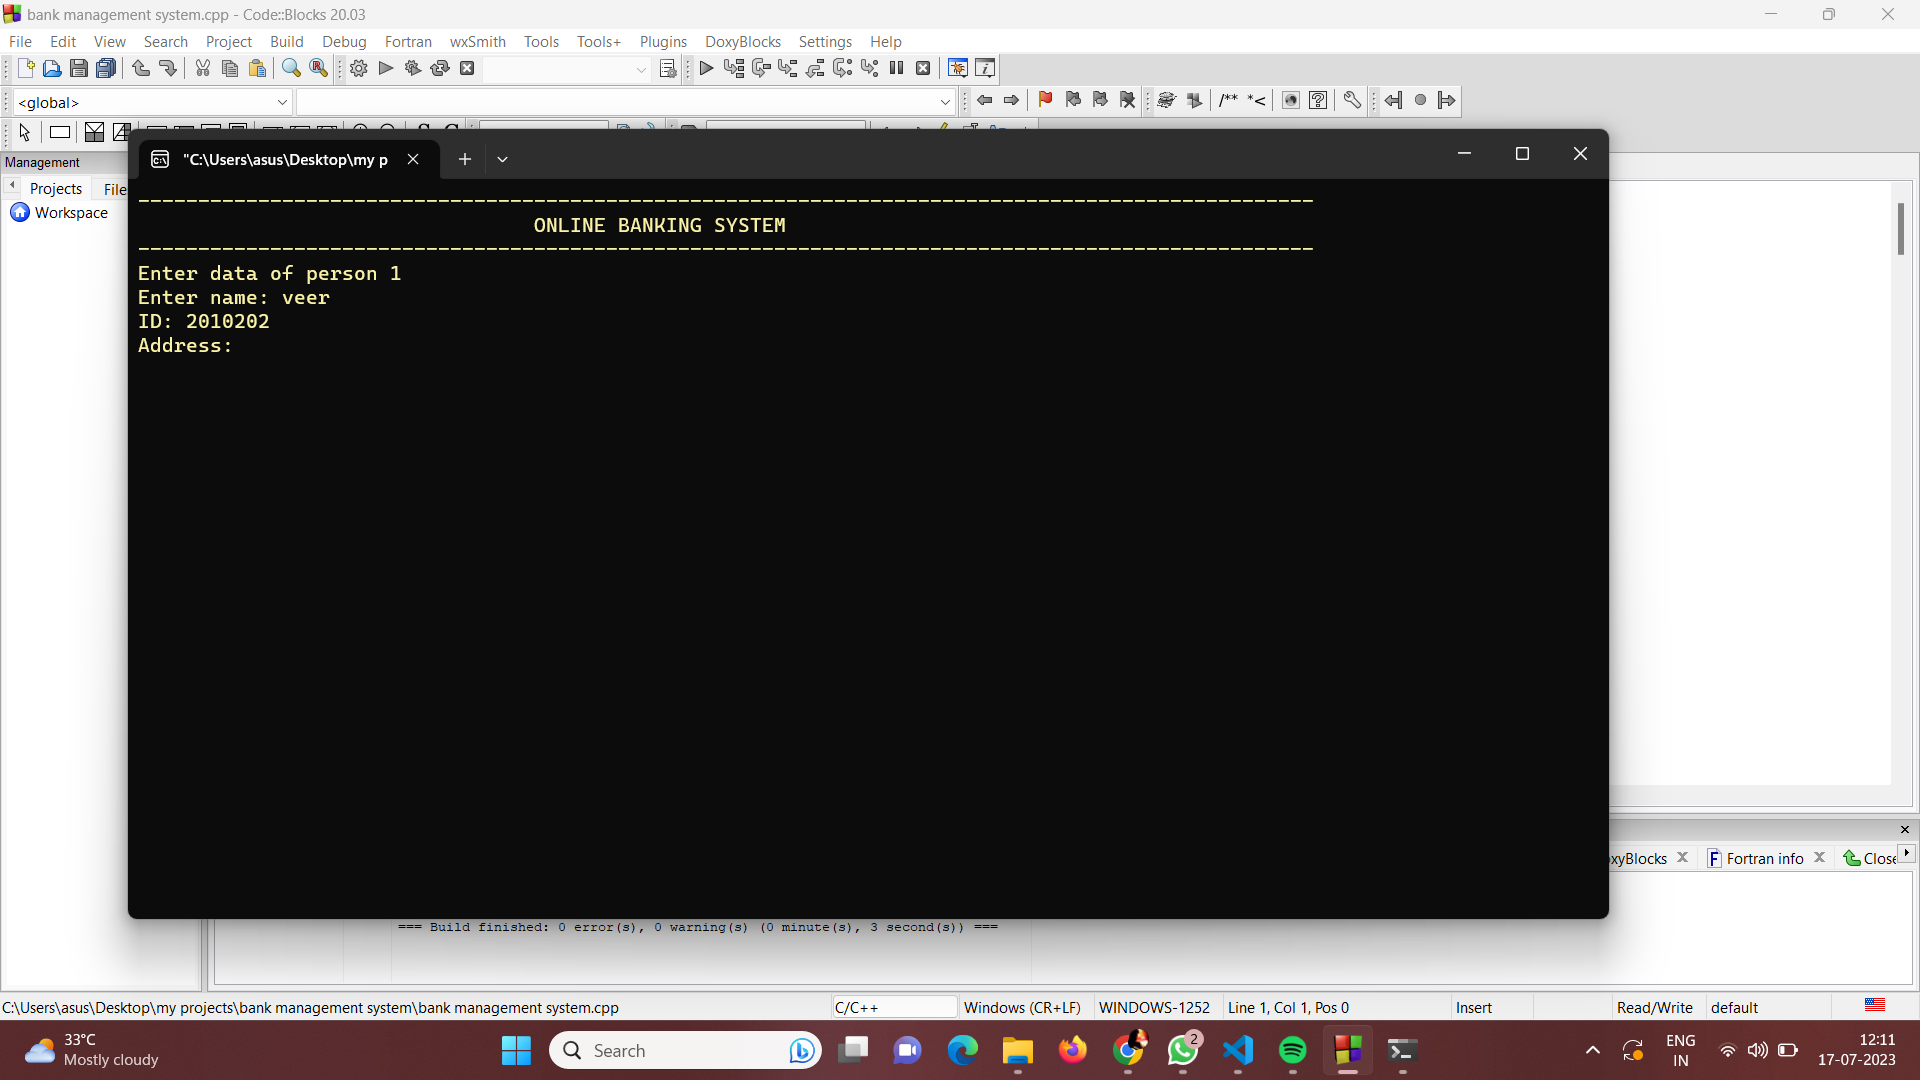 bank management system.cpp - Code::Blocks 20.03
File Edit View Search Project Build Debug Fortran wxSmith Tools Tools+ Plugins DoxyBlocks Settings Help
<global>
/** *<
Management
"C:\Users\asus\Desktop\my p
Projects File
Workspace
ONLINE BANKING SYSTEM
Enter data of person 1
Enter name: veer
ID: 2010202
Address:
xyBlocks Fortran info Close
=== Build finished: 0 error(s), 0 warning(s) (0 minute(s), 3 second(s)) ===
C:\Users\asus\Desktop\my projects\bank management system\bank management system.cpp C/C++ Windows (CR+LF) WINDOWS-1252 Line 1, Col 1, Pos 0 Insert Read/Write default
33°C
Mostly cloudy
Search
2
ENG
IN
12:11
17-07-2023